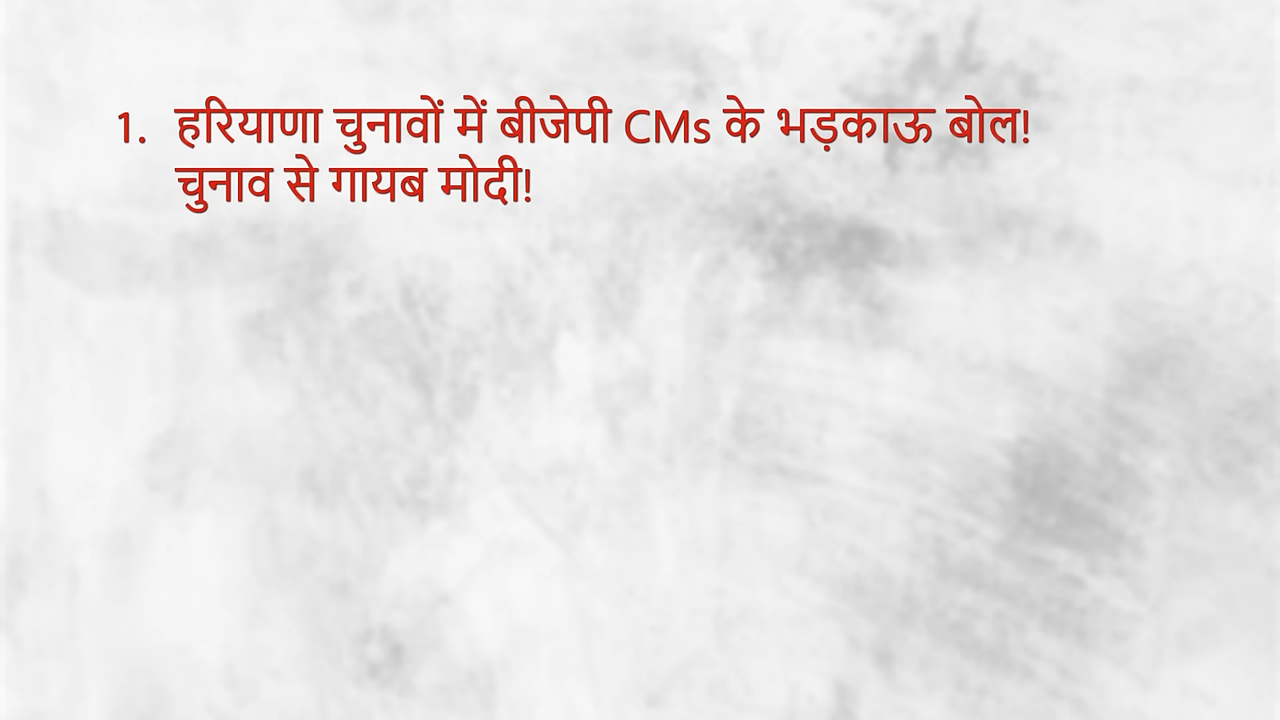 1. हरियाणा चुनावों में बीजेपी CMs के भड़काऊ बोल!
चुनाव से गायब मोदी!